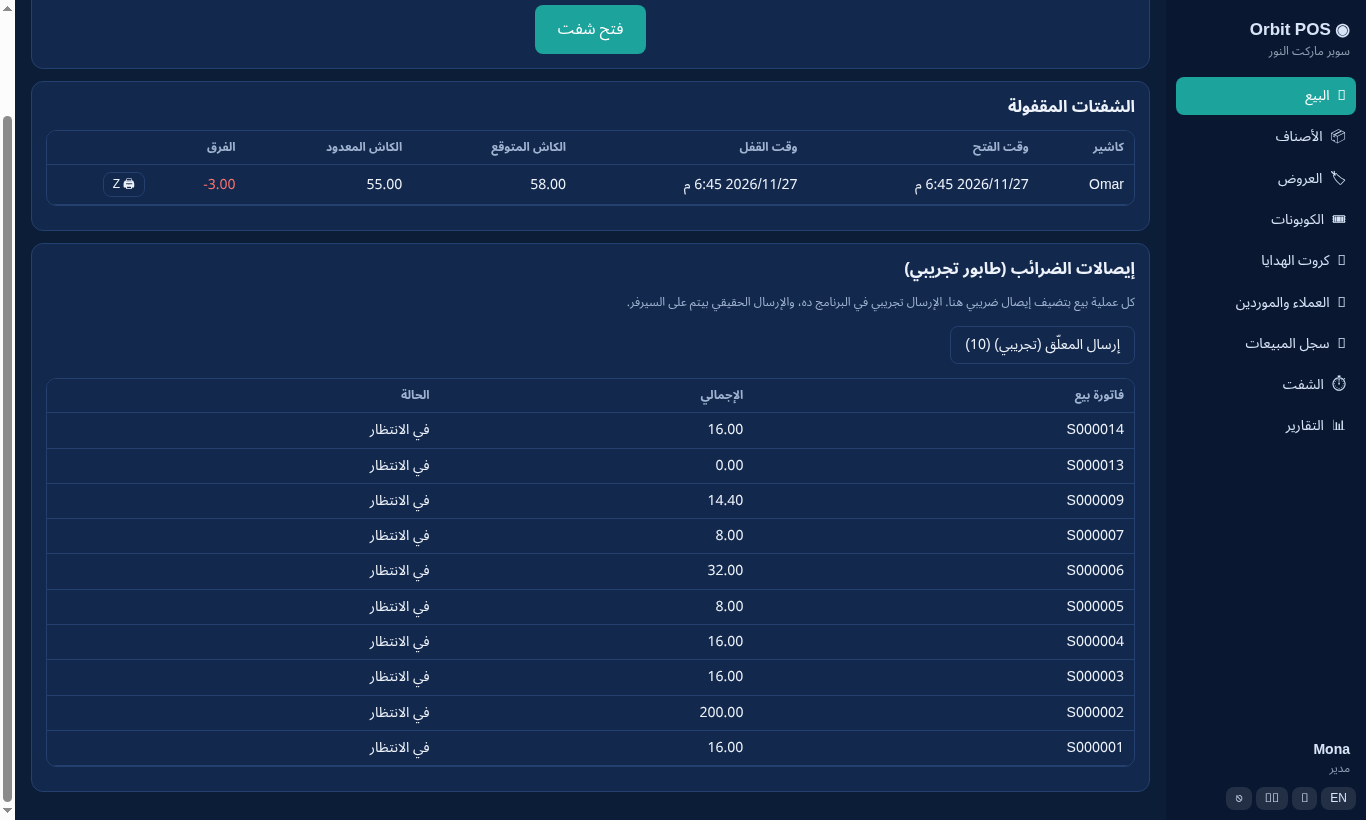 Orbit POS
سوبر ماركت النور
البيع
الأصناف
العروض
الكوبونات
كروت الهدايا
العملاء والموردين
سجل المبيعات
الشفت
التقارير
Mona
مدير
EN
فتح شفت
الشفتات المقفولة
كاشير وقت الفتح وقت القفل الكاش المتوقع الكاش المعدود الفرق
Omar 2026/11/27 6:45 م 2026/11/27 6:45 م 58.00 55.00 -3.00 Z
إيصالات الضرائب (طابور تجريبي)
كل عملية بيع بتضيف إيصال ضريبي هنا. الإرسال تجريبي في البرنامج ده، والإرسال الحقيقي بيتم على السيرفر.
إرسال المعلّق (تجريبي) (10)
فاتورة بيع الإجمالي الحالة
S000014 16.00 في الانتظار
S000013 0.00 في الانتظار
S000009 14.40 في الانتظار
S000007 8.00 في الانتظار
S000006 32.00 في الانتظار
S000005 8.00 في الانتظار
S000004 16.00 في الانتظار
S000003 16.00 في الانتظار
S000002 200.00 في الانتظار
S000001 16.00 في الانتظار